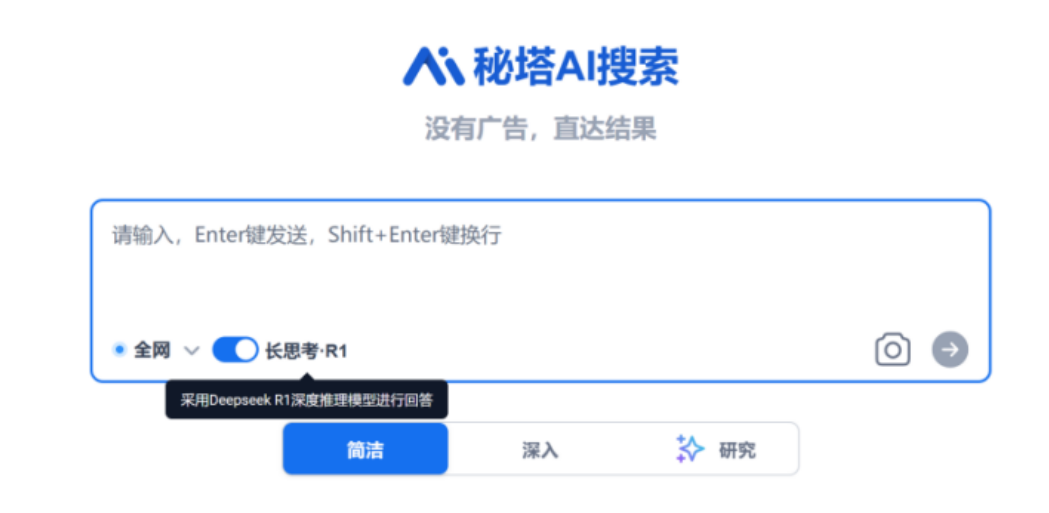 秘塔AI搜索
没有广告，直达结果
请输入，Enter键发送，Shift+Enter键换行
全网 长思考·R1
采用Deepseek R1深度推理模型进行回答
简洁 深入 研究